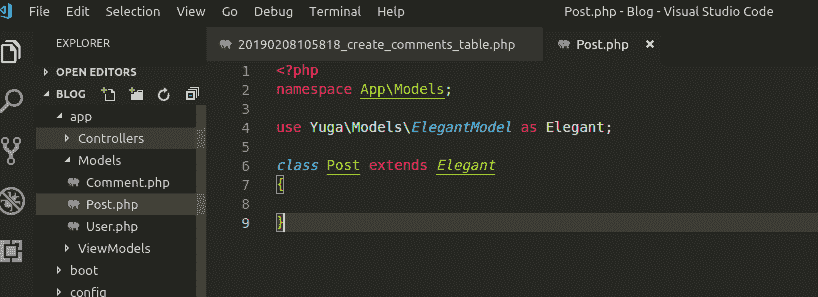 File Edit Selection View Go Debug Terminal Help Post.php - Blog - Visual Studio Code
EXPLORER
OPEN EDITORS
BLOG
app
Controllers
Models
Comment.php
Post.php
User.php
ViewModels
boot
config
20190208105818_create_comments_table.php Post.php ×
1 <?php
2 namespace App\Models;
3
4 use Yuga\Models\ElegantModel as Elegant;
5
6 class Post extends Elegant
7 {
8
9 }